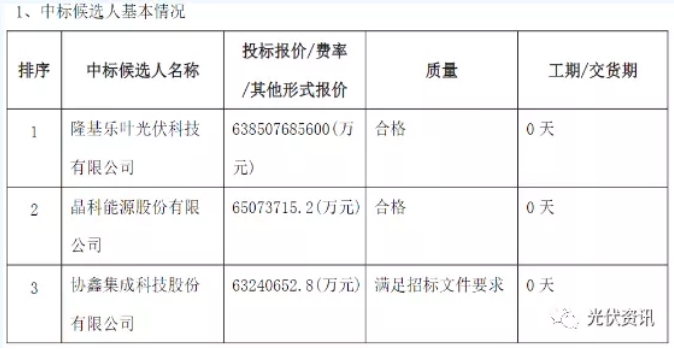 1、中标候选人基本情况
排序 中标候选人名称 投标报价/费率 质量 工期/交货期
/其他形式报价
1 隆基乐叶光伏科技 638507685600(万 合格 0 天
有限公司 元)
2 晶科能源股份有限 65073715.2(万元) 合格 0 天
公司
3 协鑫集成科技股份 63240652.8(万元) 满足招标文件要求 0 天
有限公司
光伏资讯